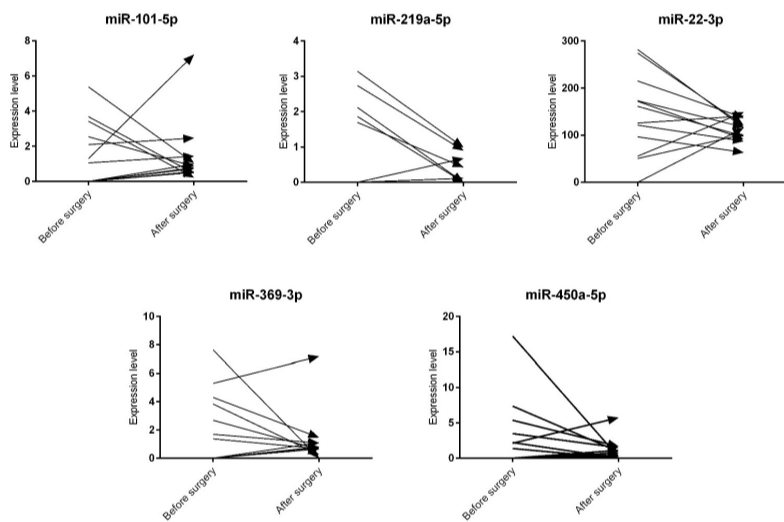 miR-101-5p
Expression level
8
6
4
2
0
Before surgery
After surgery
miR-219a-5p
Expression level
4
3
2
1
0
Before surgery
After surgery
miR-22-3p
Expression level
300
200
100
0
Before surgery
After surgery
miR-369-3p
Expression level
10
8
6
4
2
0
Before surgery
After surgery
miR-450a-5p
Expression level
20
15
10
5
0
Before surgery
After surgery